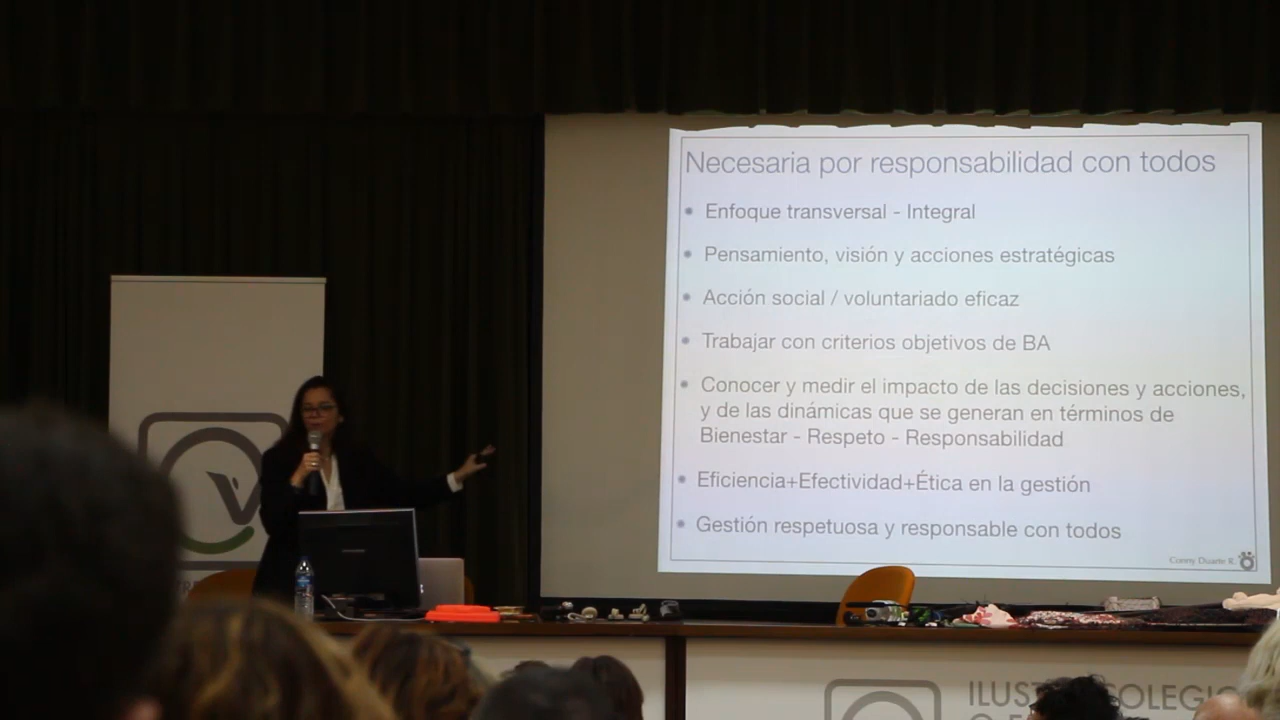 Necesaria por responsabilidad con todos
Enfoque transversal - Integral
Pensamiento, visión y acciones estratégicas
Acción social / voluntariado eficaz
Trabajar con criterios objetivos de BA
Conocer y medir el impacto de las decisiones y acciones,
y de las dinámicas que se generan en términos de
Bienestar - Respeto - Responsabilidad
Eficiencia+Efectividad+Ética en la gestión
Gestión respetuosa y responsable con todos
Conny Duarte R.